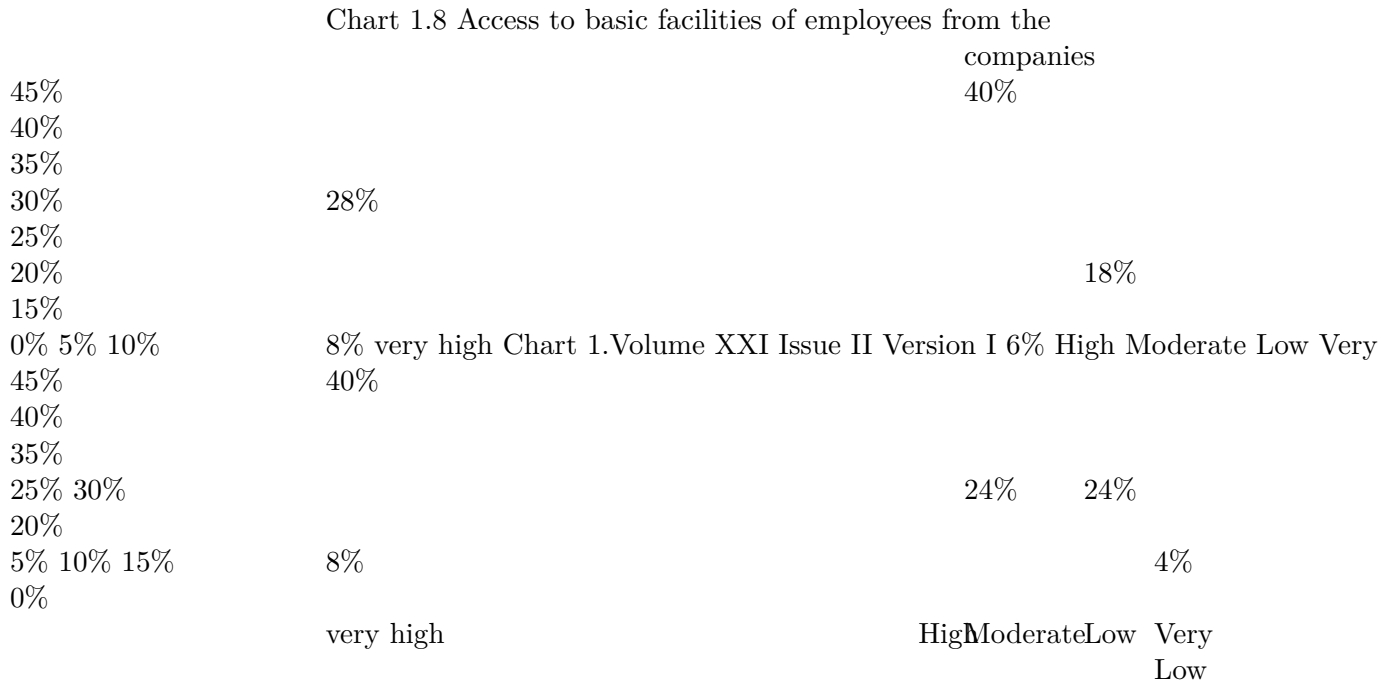 Chart 1.8 Access to basic facilities of employees from the
companies
45% 40%
40%
35%
30% 28%
25%
20% 18%
15%
0% 5% 10% 8% very high Chart 1.Volume XXI Issue II Version I 6% High Moderate Low Very
45% 40%
40%
35%
25% 30% 24% 24%
20%
5% 10% 15% 8% 4%
0%
very high High Moderate Low Very
Low